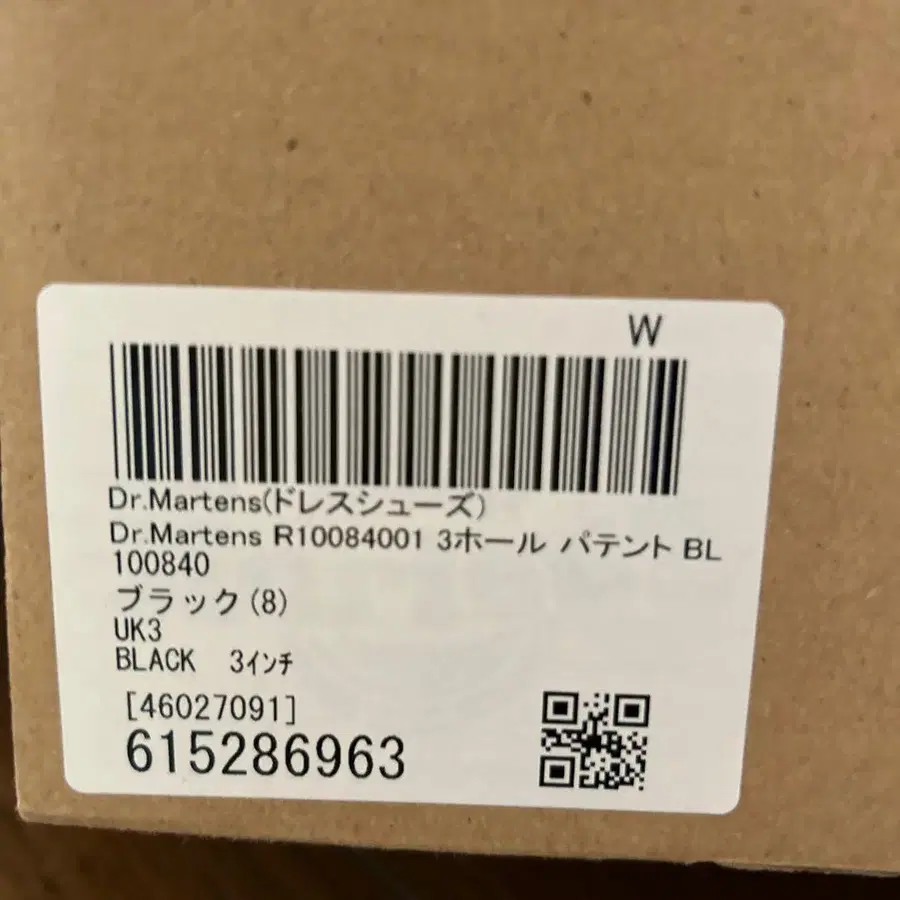 W
Dr.Martens(ドレスシューズ)
Dr.Martens R10084001 3ホール パテント BL
100840
ブラック(8)
UK3
BLACK 3インチ
[46027091]
615286963